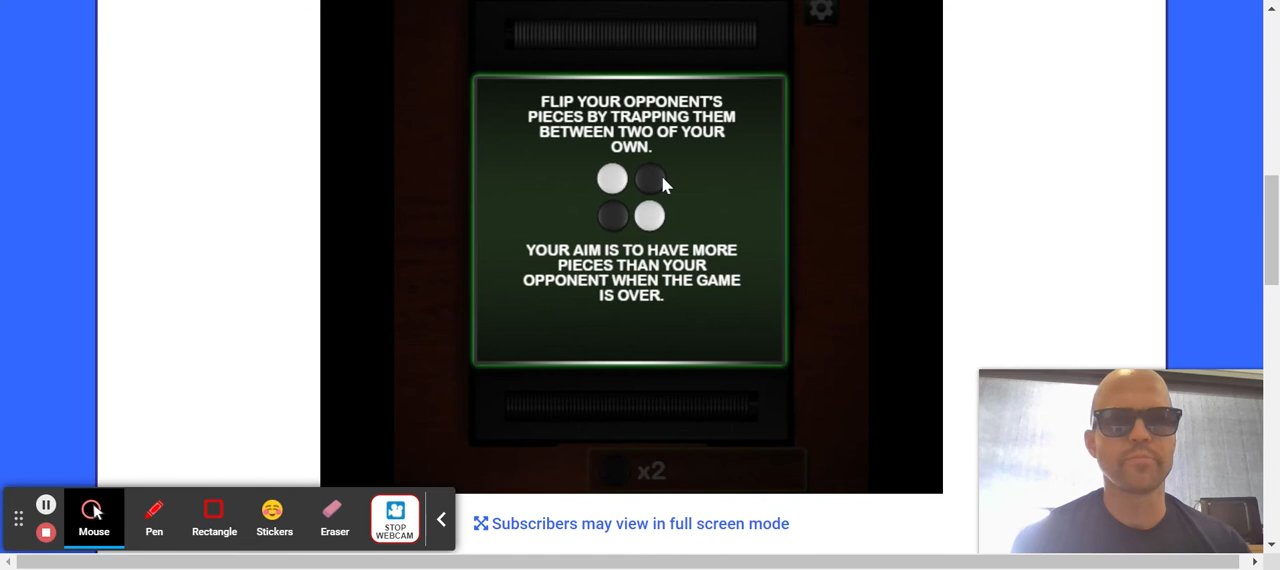 FLIP YOUR OPPONENT'S
PIECES BY TRAPPING THEM
BETWEEN TWO OF YOUR
OWN.
YOUR AIM IS TO HAVE MORE
PIECES THAN YOUR
OPPONENT WHEN THE GAME
IS OVER.
x2
Mouse
Pen
Rectangle
Stickers
Eraser
STOP
WEBCAM
Subscribers may view in full screen mode